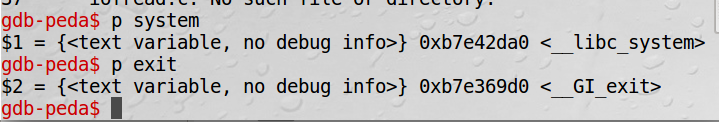 37 iofread.c: No such file or directory.
gdb-peda$ p system
$1 = {<text variable, no debug info>} 0xb7e42da0 <__libc_system>
gdb-peda$ p exit
$2 = {<text variable, no debug info>} 0xb7e369d0 <__GI_exit>
gdb-peda$